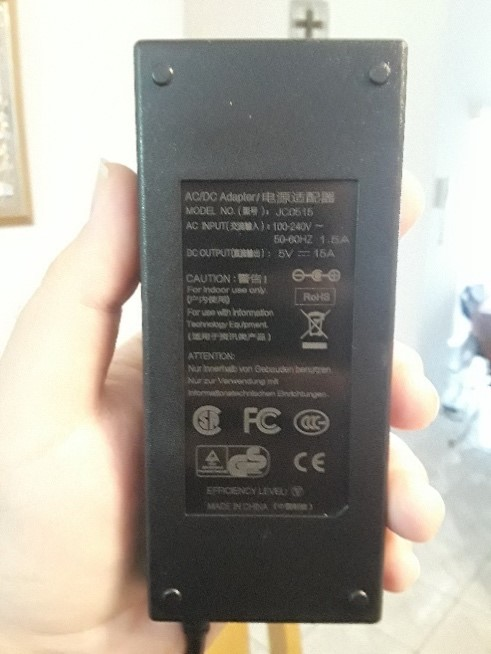 AC/DC Adapter/电源适配器
MODEL NO.(型号): JC0515
AC INPUT(交流输入):100-240V ~
50-60HZ 1.5A
DC OUTPUT(直流输出): 5V ⎓ 15A
CAUTION:警告!
For indoor use only.
(户内使用)
RoHS
For use with Information
Technology Equipment.
(适用于资讯类产品)
ATTENTION:
Nur Innerhalb von Gebauden benutzen
Nur zur Verwendung mit
Informationstechnischen Einrichtungen.
FC
CCC
GS
CE
EFFICIENCY LEVEL: Ⓥ
MADE IN CHINA (中国制造)